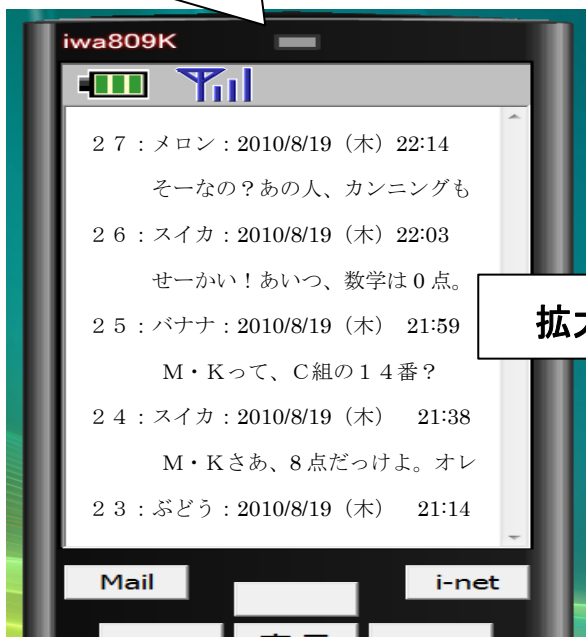 iwa809K
２７：メロン：2010/8/19（木）22:14
そーなの？あの人、カンニングも
２６：スイカ：2010/8/19（木）22:03
せーかい！あいつ、数学は０点。
２５：バナナ：2010/8/19（木） 21:59
拡
Ｍ・Ｋって、Ｃ組の１４番？
２４：スイカ：2010/8/19（木） 21:38
Ｍ・Ｋさあ、８点だっけよ。オレ
２３：ぶどう：2010/8/19（木） 21:14
Mail
i-net